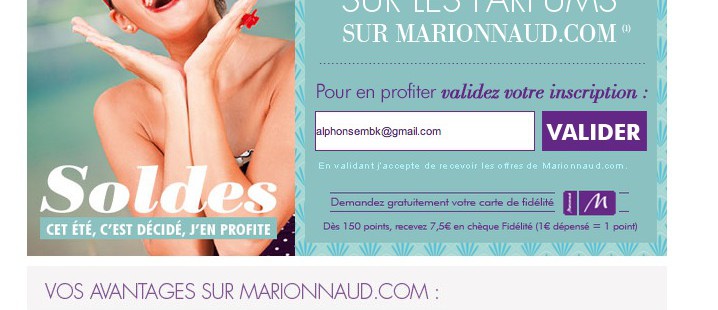 SUR LES PARFUMS
SUR MARIONNAUD.COM (1)
Pour en profiter validez votre inscription :
alphonsembk@gmail.com
VALIDER
En validant j'accepte de recevoir les offres de Marionnaud.com.
Soldes
CET ÉTÉ, C'EST DÉCIDÉ, J'EN PROFITE
Demandez gratuitement votre carte de fidélité
M
Dès 150 points, recevez 7,5€ en chèque Fidélité (1€ dépensé = 1 point)
VOS AVANTAGES SUR MARIONNAUD.COM :